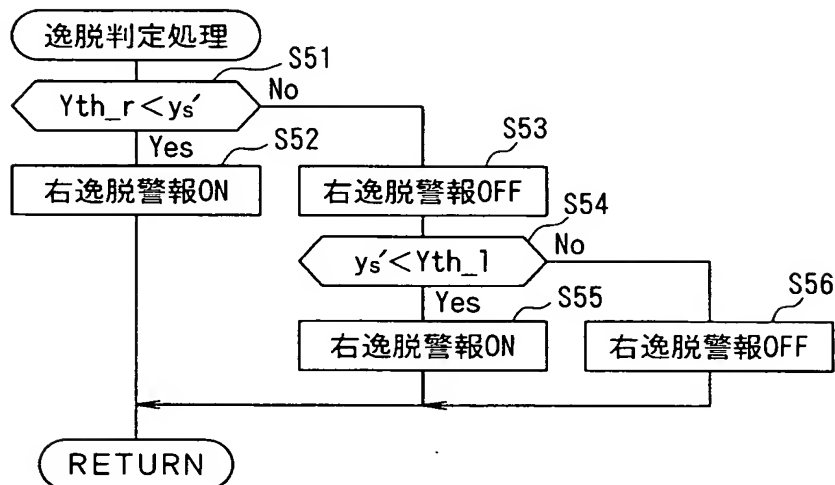 逸脱判定処理
S51
Yth_r<ys′
No
Yes
S52
右逸脱警報ON
S53
右逸脱警報OFF
S54
ys′<Yth_l
No
Yes
S55
右逸脱警報ON
S56
右逸脱警報OFF
RETURN